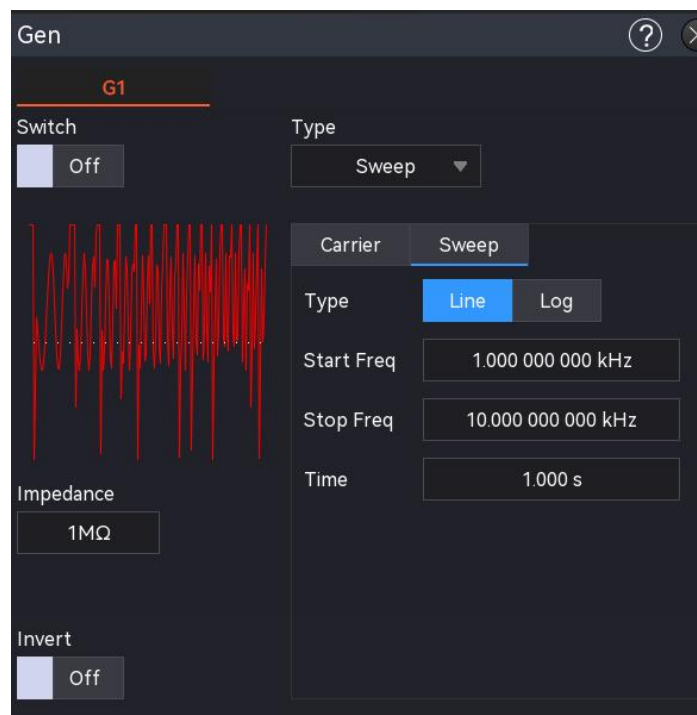 Gen ?
G1
Switch Type
Off Sweep
Carrier Sweep
Type Line Log
Start Freq 1.000 000 000 kHz
Stop Freq 10.000 000 000 kHz
Time 1.000 s
Impedance
1MΩ
Invert
Off